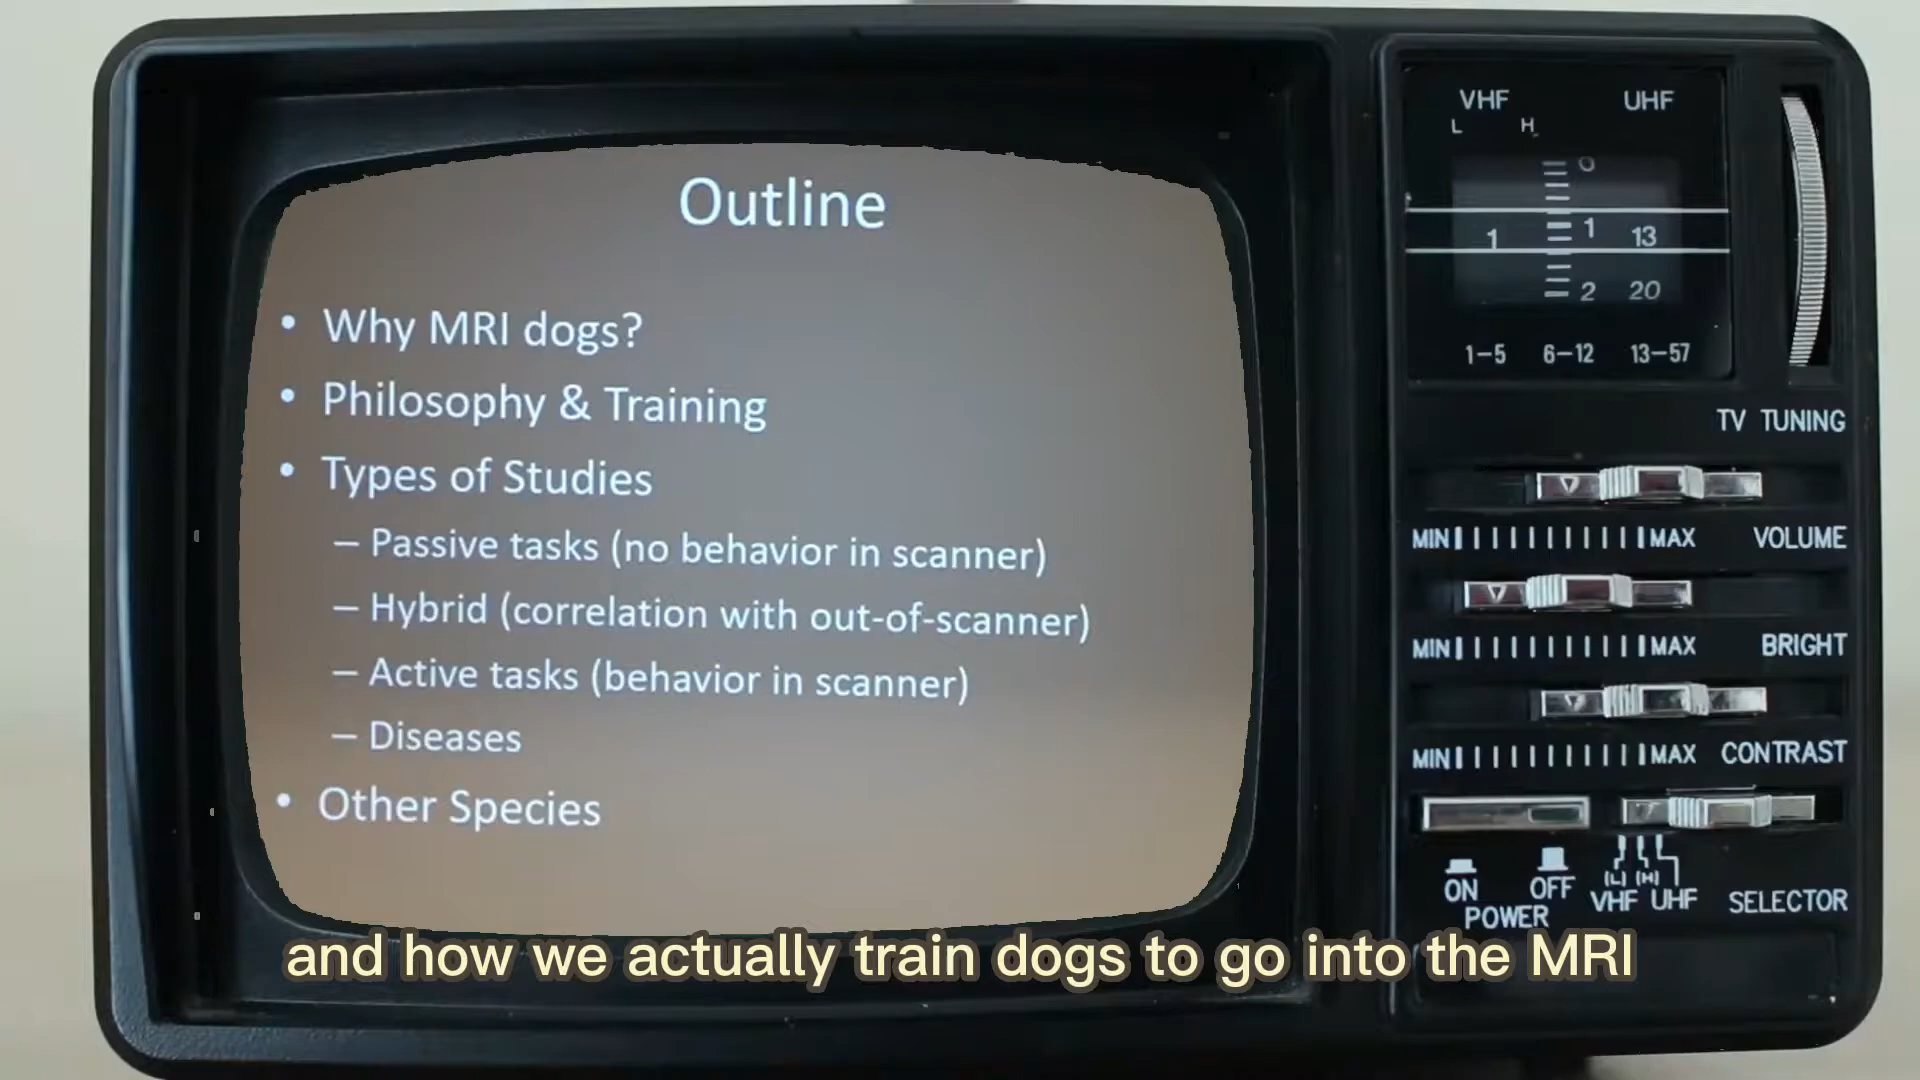 Outline
• Why MRI dogs?
• Philosophy & Training
• Types of Studies
– Passive tasks (no behavior in scanner)
– Hybrid (correlation with out-of-scanner)
– Active tasks (behavior in scanner)
– Diseases
• Other Species
and how we actually train dogs to go into the MRI
VHF UHF
L H
0
1 1 13
2 20
1–5 6–12 13–57
TV TUNING
MIN MAX VOLUME
MIN MAX BRIGHT
MIN MAX CONTRAST
(L) (H)
ON OFF VHF UHF SELECTOR
POWER